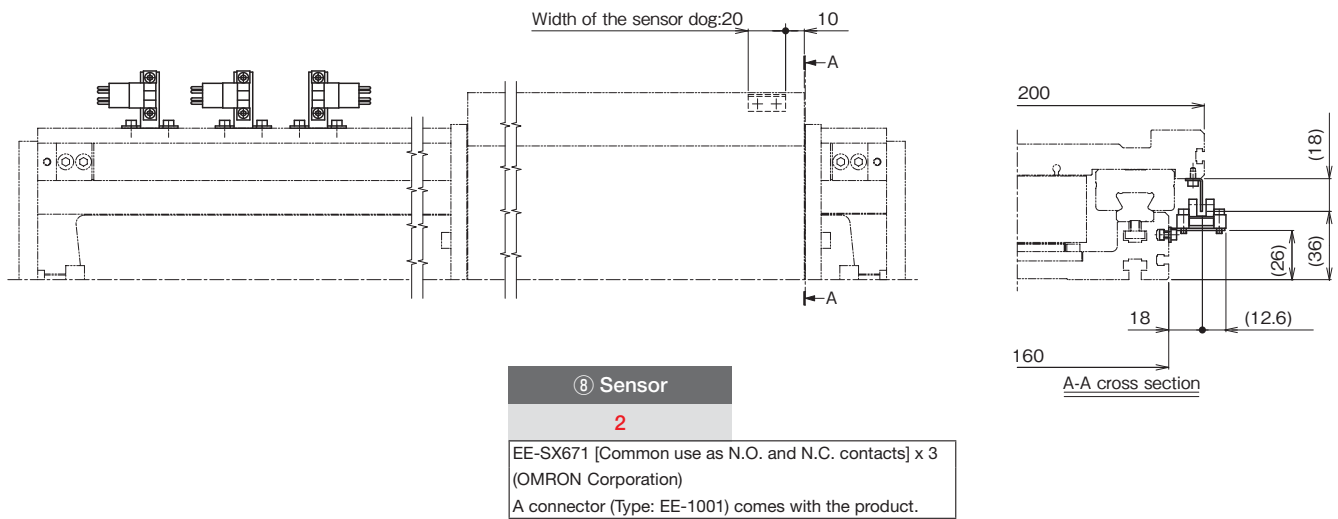 Width of the sensor dog:20
10
A
A
200
(18)
(36)
(26)
18
(12.6)
160
A-A cross section
⑧ Sensor
2
EE-SX671 [Common use as N.O. and N.C. contacts] x 3
(OMRON Corporation)
A connector (Type: EE-1001) comes with the product.